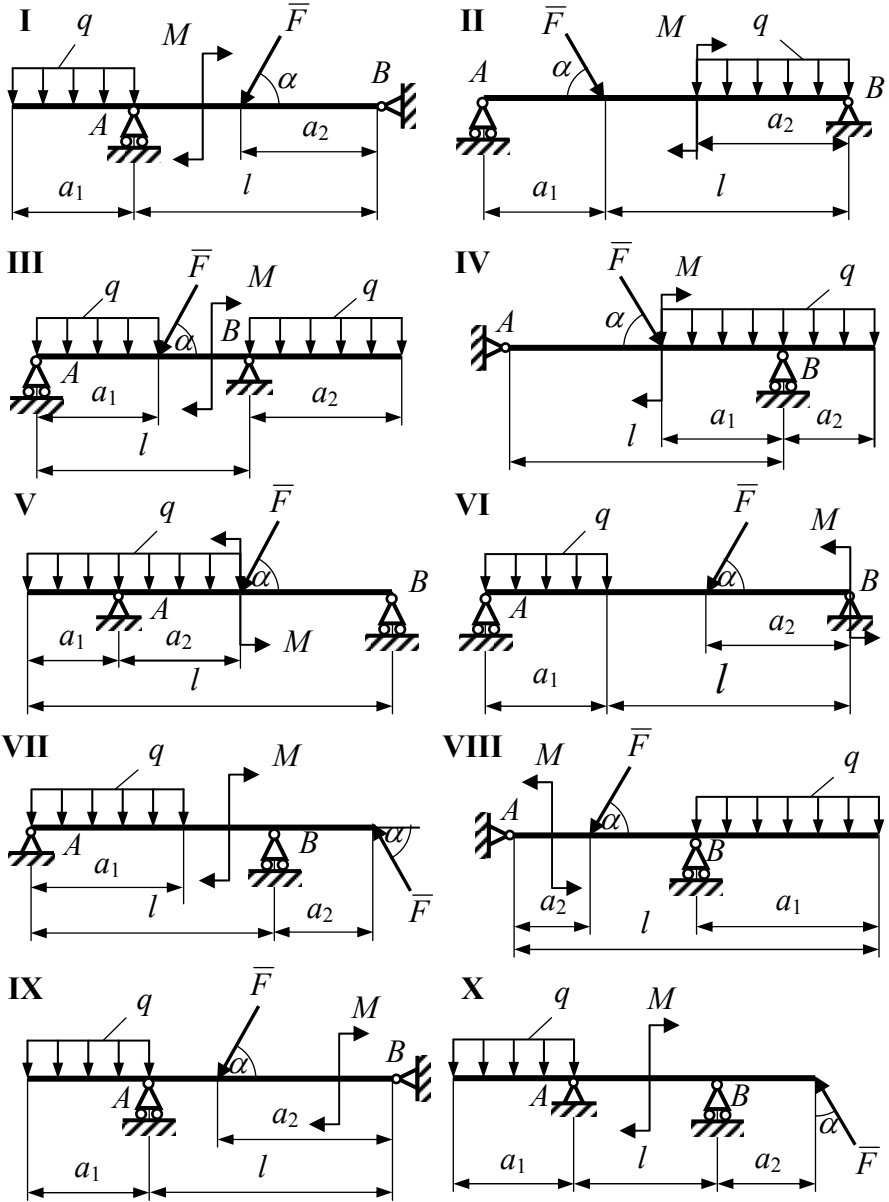 I q M F̅ α A B a₂ a₁ l
II F̅ M q A α B a₂ a₁ l
III F̅ q M q α B A a₁ a₂ l
IV F̅ M q A α B a₁ a₂ l
V q F̅ α B A a₁ a₂ M l
VI F̅ q M α A B a₂ a₁ l
VII q M A B α a₁ l a₂ F̅
VIII M F̅ q A α B a₂ a₁ l
IX F̅ q M α B A a₂ a₁ l
X q M A B α F̅ a₁ l a₂